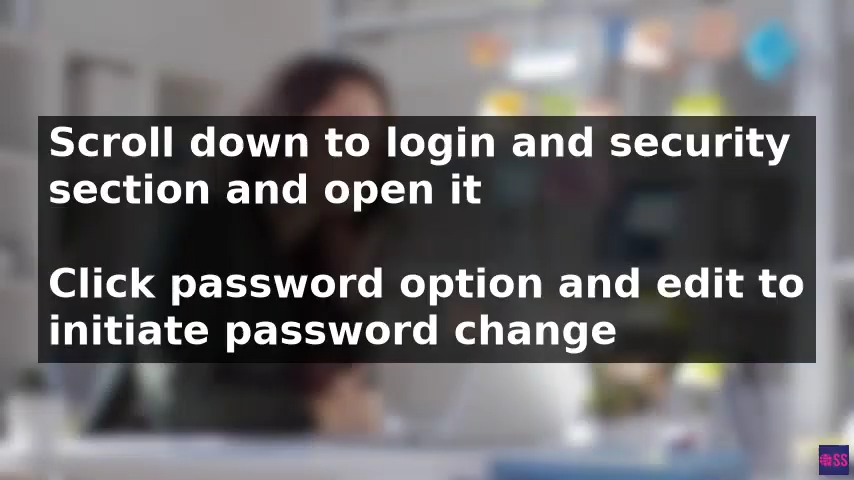 Scroll down to login and security
section and open it
Click password option and edit to
initiate password change
SS